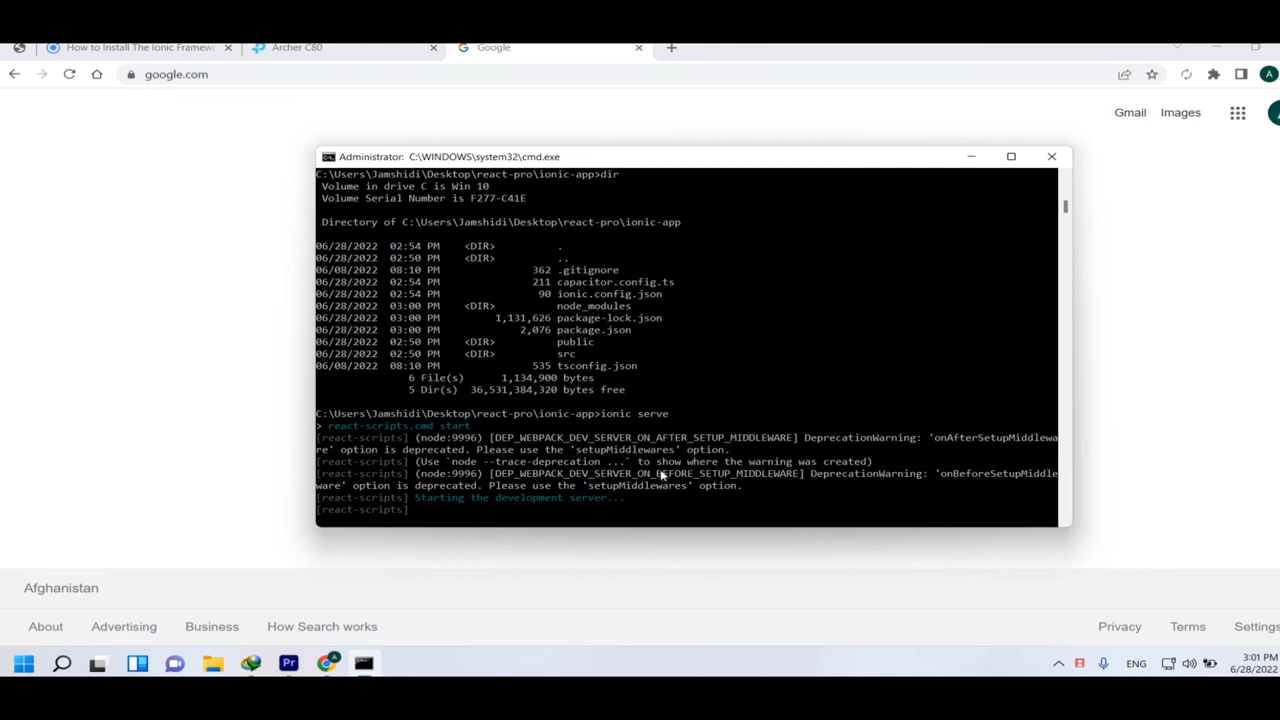 How to Install The Ionic Framew
Archer C80
Google
google.com
Gmail
Images
A
Administrator: C:\WINDOWS\system32\cmd.exe
C:\Users\Jamshidi\Desktop\react-pro\ionic-app>dir
Volume in drive C is Win 10
Volume Serial Number is F277-C41E
Directory of C:\Users\Jamshidi\Desktop\react-pro\ionic-app
06/28/2022 02:54 PM <DIR> .
06/28/2022 02:50 PM <DIR> ..
06/08/2022 08:10 PM 362 .gitignore
06/28/2022 02:54 PM 211 capacitor.config.ts
06/28/2022 02:54 PM 90 ionic.config.json
06/28/2022 03:00 PM <DIR> node_modules
06/28/2022 03:00 PM 1,131,626 package-lock.json
06/28/2022 03:00 PM 2,076 package.json
06/28/2022 02:50 PM <DIR> public
06/28/2022 02:50 PM <DIR> src
06/08/2022 08:10 PM 535 tsconfig.json
6 File(s) 1,134,900 bytes
5 Dir(s) 36,531,384,320 bytes free
C:\Users\Jamshidi\Desktop\react-pro\ionic-app>ionic serve
> react-scripts.cmd start
[react-scripts] (node:9996) [DEP_WEBPACK_DEV_SERVER_ON_AFTER_SETUP_MIDDLEWARE] DeprecationWarning: 'onAfterSetupMiddlewa
re' option is deprecated. Please use the 'setupMiddlewares' option.
[react-scripts] (Use `node --trace-deprecation ...` to show where the warning was created)
[react-scripts] (node:9996) [DEP_WEBPACK_DEV_SERVER_ON_BEFORE_SETUP_MIDDLEWARE] DeprecationWarning: 'onBeforeSetupMiddle
ware' option is deprecated. Please use the 'setupMiddlewares' option.
[react-scripts] Starting the development server...
[react-scripts]
Afghanistan
About
Advertising
Business
How Search works
Privacy
Terms
Settings
Pr
ENG
3:01 PM
6/28/2022